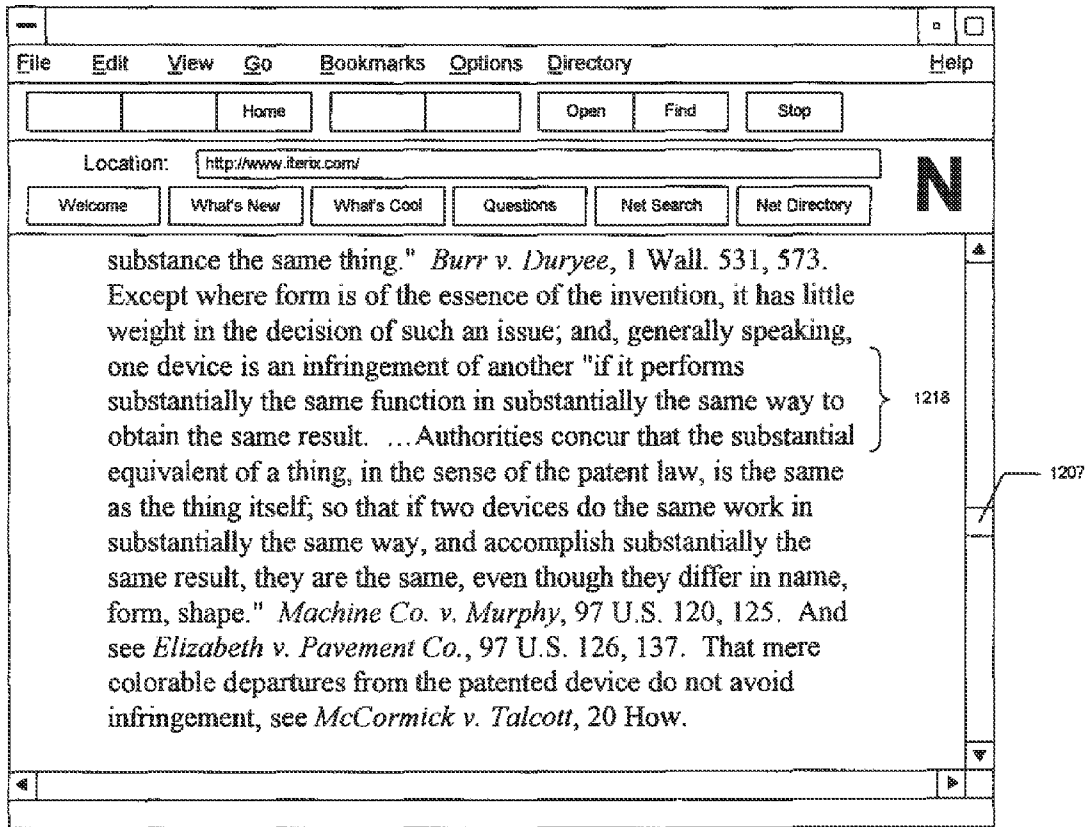 File Edit View Go Bookmarks Options Directory Help
Home Open Find Stop
Location: http://www.iterix.com/
N
Welcome What's New What's Cool Questions Net Search Net Directory
substance the same thing." Burr v. Duryee, 1 Wall. 531, 573.
Except where form is of the essence of the invention, it has little
weight in the decision of such an issue; and, generally speaking,
one device is an infringement of another "if it performs
substantially the same function in substantially the same way to
obtain the same result. ...Authorities concur that the substantial
equivalent of a thing, in the sense of the patent law, is the same
as the thing itself; so that if two devices do the same work in
substantially the same way, and accomplish substantially the
same result, they are the same, even though they differ in name,
form, shape." Machine Co. v. Murphy, 97 U.S. 120, 125. And
see Elizabeth v. Pavement Co., 97 U.S. 126, 137. That mere
colorable departures from the patented device do not avoid
infringement, see McCormick v. Talcott, 20 How.
1218
1207